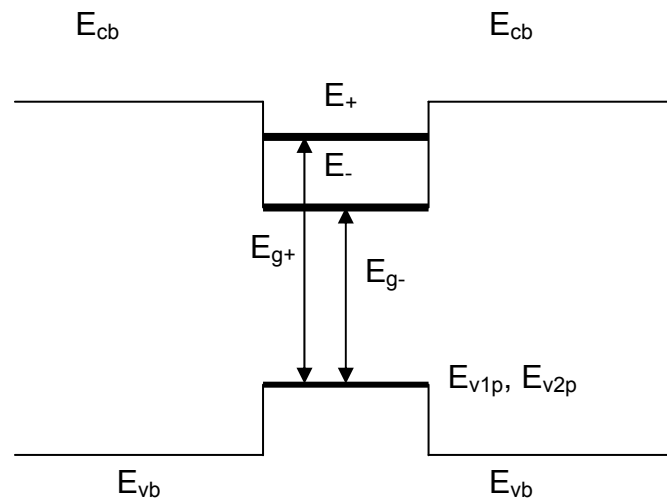 E_cb E_cb
E_+
E_-
E_g+
E_g-
E_v1p, E_v2p
E_vb E_vb